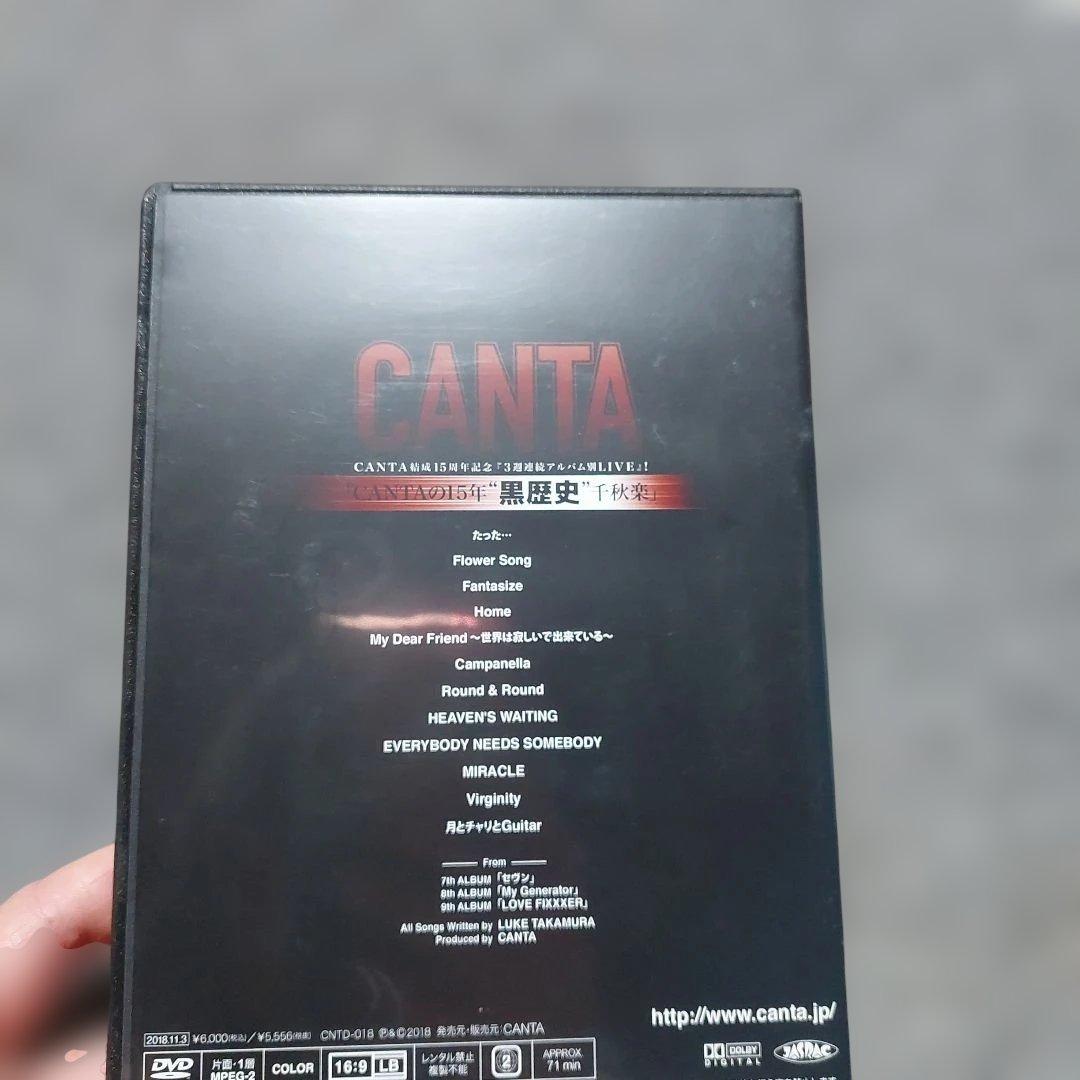 CANTA
CANTA結成15周年記念『3週連続アルバム別LIVE』!
「CANTAの15年“黒歴史”千秋楽」
たった…
Flower Song
Fantasize
Home
My Dear Friend ～世界は寂しいで出来ている～
Campanella
Round & Round
HEAVEN'S WAITING
EVERYBODY NEEDS SOMEBODY
MIRACLE
Virginity
月とチャリとGuitar
From
7th ALBUM「セヴン」
8th ALBUM「My Generator」
9th ALBUM「LOVE FIXXXER」
All Songs Written by LUKE TAKAMURA
Produced by CANTA
http://www.canta.jp/
2018.11.3 ¥6,000(税込)／¥5,556(税抜) CNTD-018 ℗&©2018 発売元・販売元:CANTA
DVD 片面・1層 MPEG-2 COLOR 16:9 LB レンタル禁止 複製不能 2 APPROX. 71 min DOLBY DIGITAL JASRAC